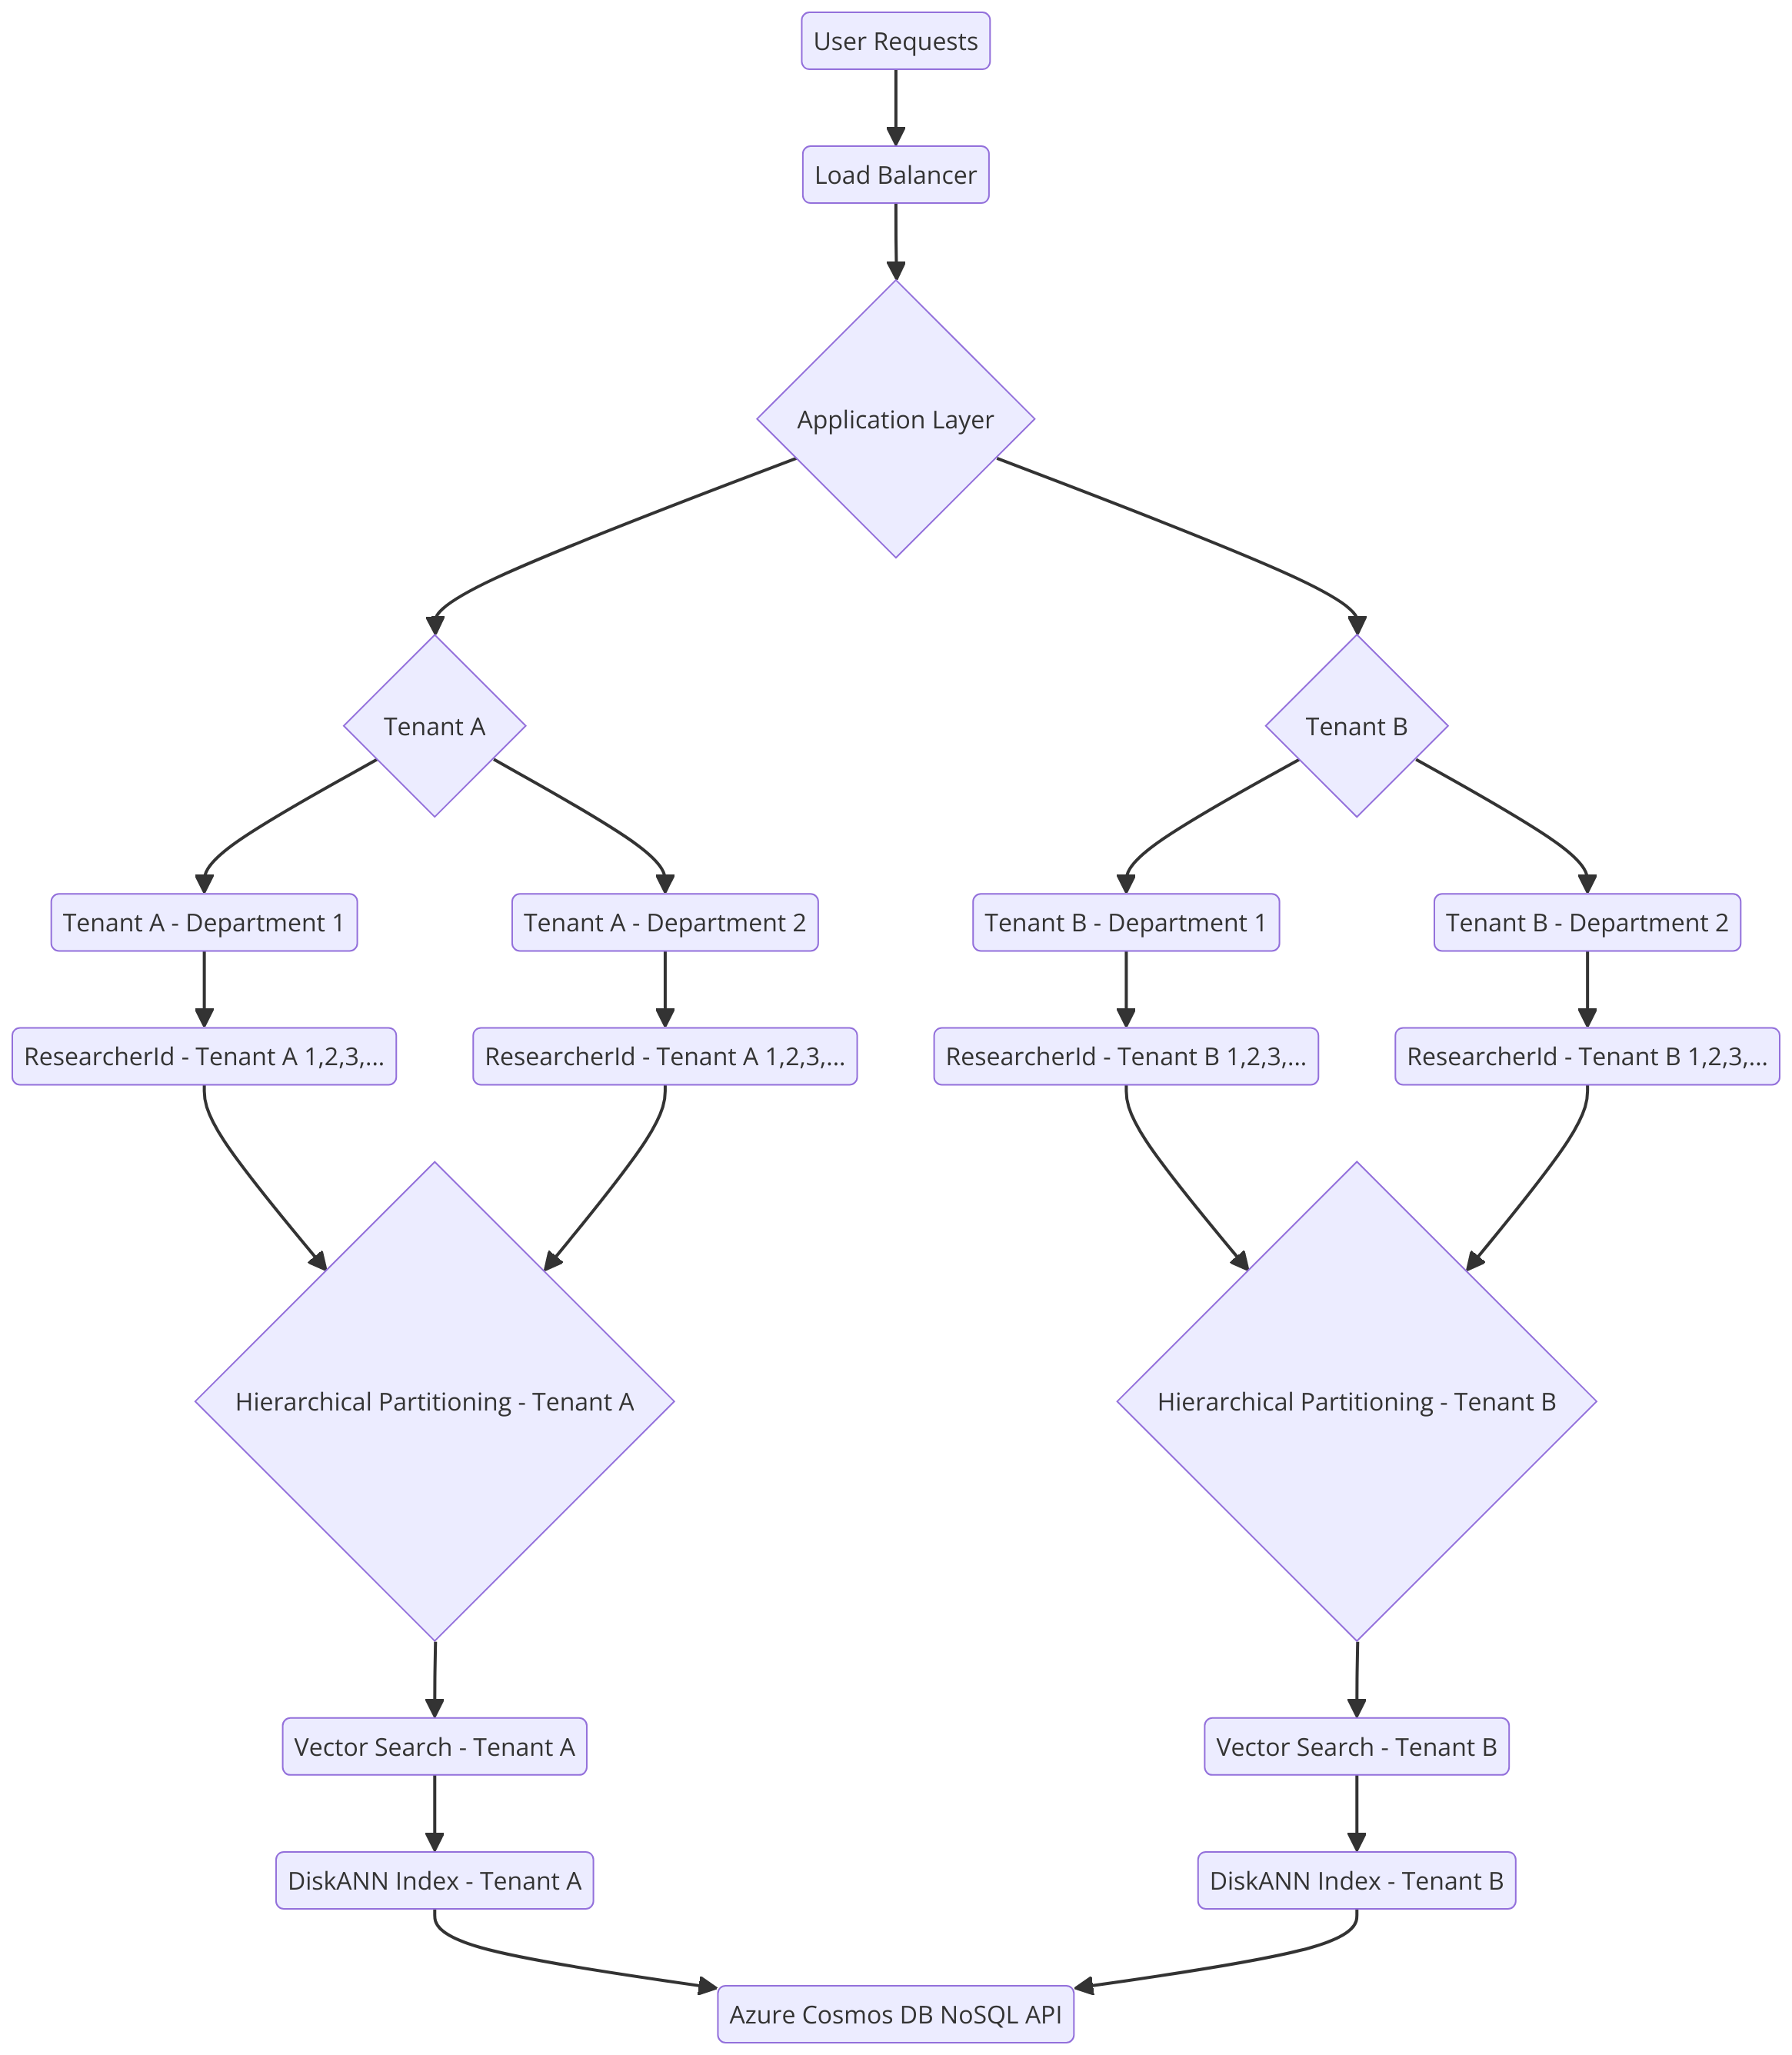 User Requests
Load Balancer
Application Layer
Tenant A
Tenant B
Tenant A - Department 1
Tenant A - Department 2
Tenant B - Department 1
Tenant B - Department 2
ResearcherId - Tenant A 1,2,3,...
ResearcherId - Tenant A 1,2,3,...
ResearcherId - Tenant B 1,2,3,...
ResearcherId - Tenant B 1,2,3,...
Hierarchical Partitioning - Tenant A
Hierarchical Partitioning - Tenant B
Vector Search - Tenant A
Vector Search - Tenant B
DiskANN Index - Tenant A
DiskANN Index - Tenant B
Azure Cosmos DB NoSQL API